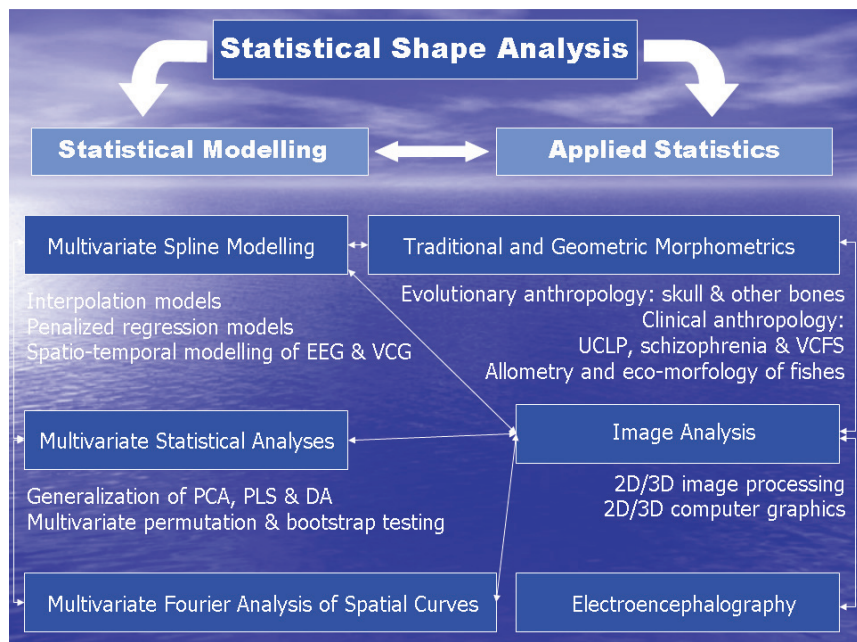 Statistical Shape Analysis
Statistical Modelling
Applied Statistics
Multivariate Spline Modelling
Traditional and Geometric Morphometrics
Interpolation models
Penalized regression models
Spatio-temporal modelling of EEG & VCG
Evolutionary anthropology: skull & other bones
Clinical anthropology:
UCLP, schizophrenia & VCFS
Allometry and eco-morfology of fishes
Multivariate Statistical Analyses
Image Analysis
Generalization of PCA, PLS & DA
Multivariate permutation & bootstrap testing
2D/3D image processing
2D/3D computer graphics
Multivariate Fourier Analysis of Spatial Curves
Electroencephalography